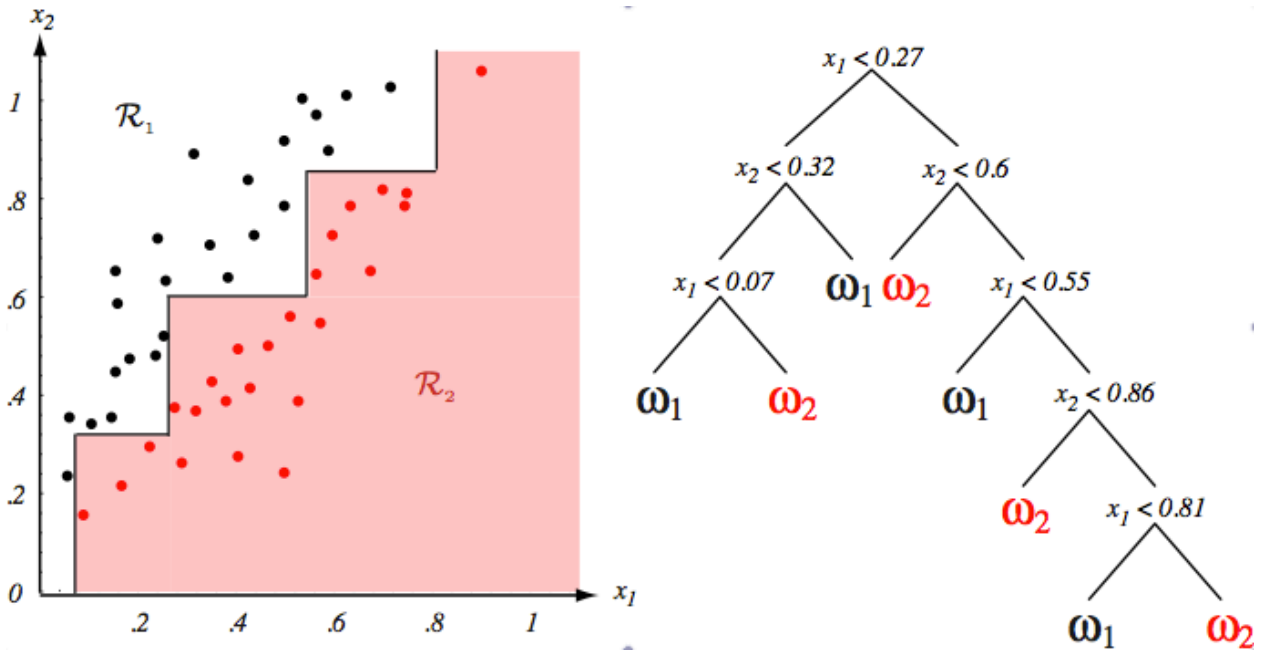 x₂
1
.8
.6
.4
.2
0
R₁
R₂
.2 .4 .6 .8 1
x₁
x₁ < 0.27
x₂ < 0.32 x₂ < 0.6
x₁ < 0.07 ω₁ ω₂ x₁ < 0.55
ω₁ ω₂ ω₁ x₂ < 0.86
ω₂ x₁ < 0.81
ω₁ ω₂